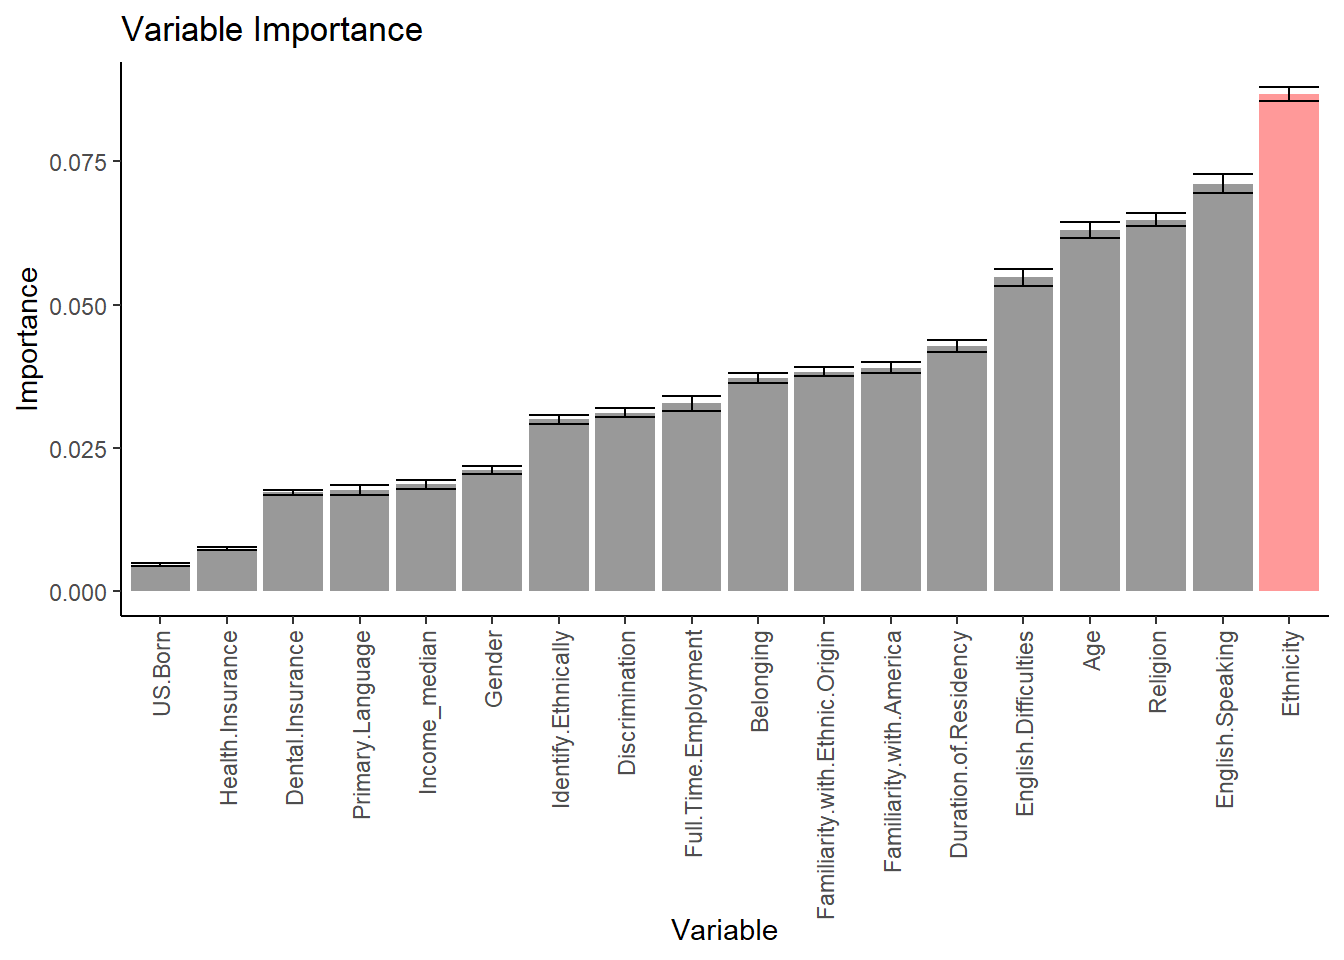 Variable Importance
Importance
0.075
0.050
0.025
0.000
US.Born
Health.Insurance
Dental.Insurance
Primary.Language
Income_median
Gender
Identify.Ethnically
Discrimination
Full.Time.Employment
Belonging
Familiarity.with.Ethnic.Origin
Familiarity.with.America
Duration.of.Residency
English.Difficulties
Age
Religion
English.Speaking
Ethnicity
Variable